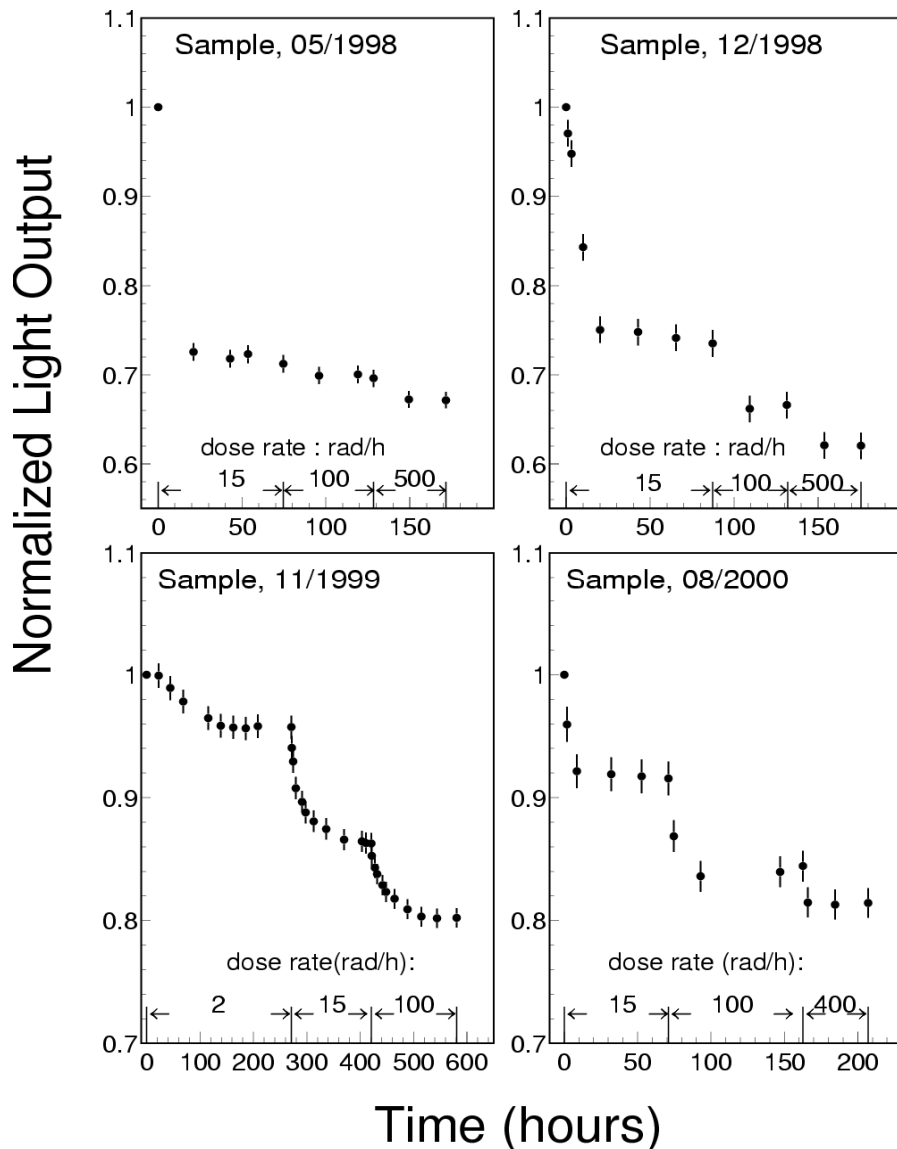 Normalized Light Output
Sample, 05/1998
1.1
1
0.9
0.8
0.7
0.6
dose rate : rad/h
15 100 500
0 50 100 150
Sample, 12/1998
1.1
1
0.9
0.8
0.7
0.6
dose rate : rad/h
15 100 500
0 50 100 150
Sample, 11/1999
1.1
1
0.9
0.8
0.7
dose rate(rad/h):
2 15 100
0 100 200 300 400 500 600
Sample, 08/2000
1.1
1
0.9
0.8
0.7
dose rate (rad/h):
15 100 400
0 50 100 150 200
Time (hours)